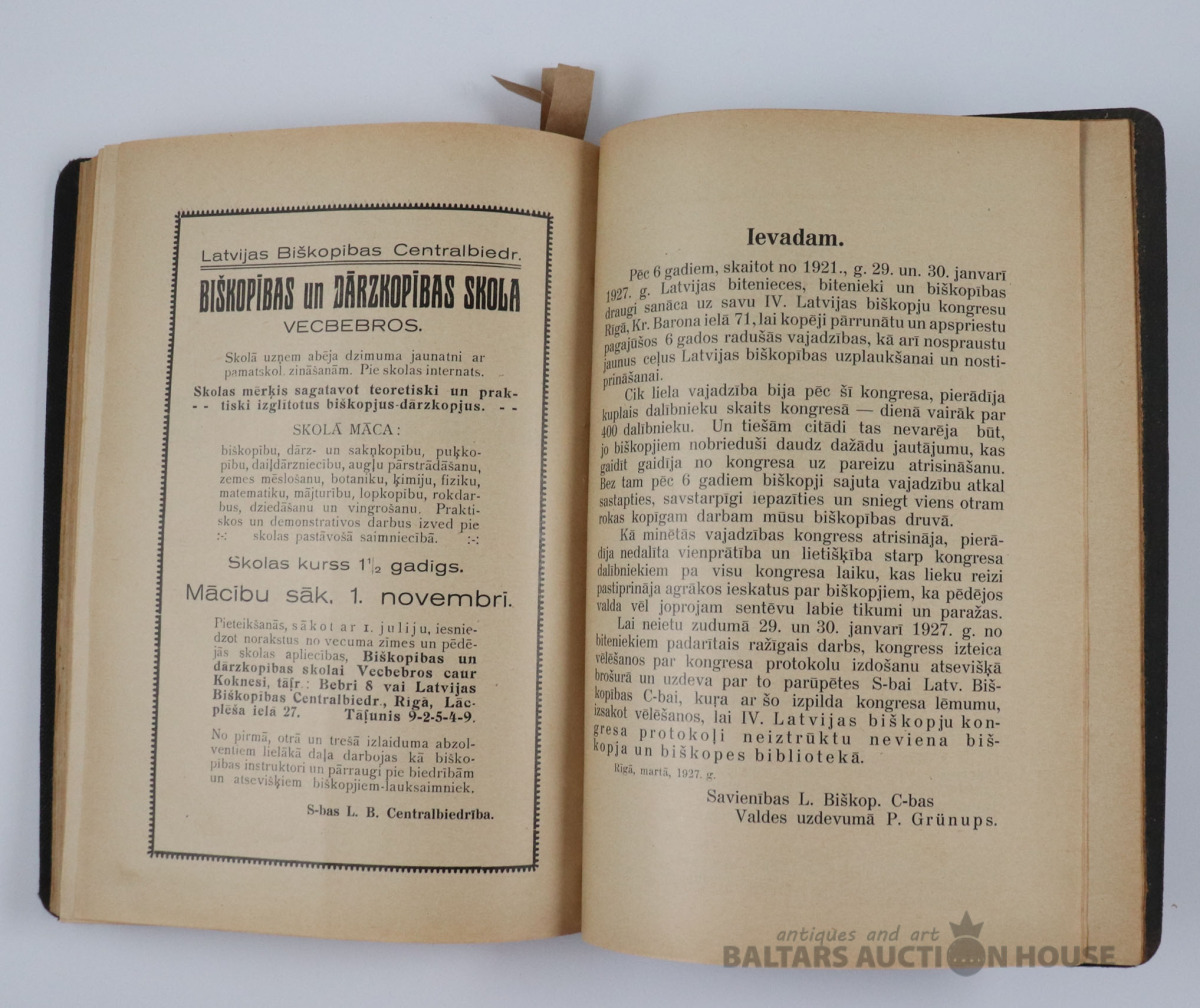 Latvijas Biškopibas Centralbiedr.
BIŠKOPIBAS un DĀRZKOPIBAS SKOLA
VECBEBROS.
Skolā uzņem abēja dzimuma jaunatni ar
pamatskol. zināšanām. Pie skolas internats.
Skolas mērķis sagatavot teoretiski un prak-
- - tiski izglītotus biškopjus-dārzkopjus. - -
SKOLĀ MĀCA:
biškopību, dārz- un sakņkopību, puķko-
pību, daiļdārzniecību, augļu pārstrādāšanu,
zemes mēslošanu, botaniku, ķimiju, fiziku,
matematiku, mājturību, lopkopību, rokdar-
bus, dziedāšanu un vingrošanu. Prakti-
skos un demonstrativos darbus izved pie
:-: skolas pastāvošā saimniecībā. :-:
Skolas kurss 1½ gadigs.
Mācibu sāk. 1. novembrī.
Pieteikšanās, sākot ar 1. juliju, iesnie-
dzot norakstus no vecuma zīmes un pēdē-
jās skolas apliecības, Biškopibas un
dārzkopibas skolai Vecbebros caur
Koknesi, tāļr.: Bebri 8 vai Latvijas
Biškopibas Centralbiedr., Rīgā, Lāč-
plēša ielā 27. Tāļunis 9-2-5-4-9.
No pirmā, otrā un trešā izlaiduma abzol-
ventiem lielākā daļa darbojas kā biško-
pības instruktori un pārraugi pie biedrībām
un atsevišķiem biškopjiem-lauksaimniek.
S-bas L. B. Centralbiedrība.
Ievadam.
Pēc 6 gadiem, skaitot no 1921., g. 29. un. 30. janvarī
1927. g. Latvijas bitenieces, bitenieki un biškopības
draugi sanāca uz savu IV. Latvijas biškopju kongresu
Rīgā, Kr. Barona ielā 71, lai kopēji pārrunātu un apspriestu
pagājušos 6 gados radušās vajadzības, kā arī nospraustu
jaunus ceļus Latvijas biškopības uzplaukšanai un nosti-
prināšanai.
Cik liela vajadzība bija pēc šī kongresa, pierādīja
kuplais dalībnieku skaits kongresā — dienā vairāk par
400 dalībnieku. Un tiešām citādi tas nevarēja būt,
jo biškopjiem nobrieduši daudz dažādu jautājumu, kas
gaidīt gaidīja no kongresa uz pareizu atrisināšanu.
Bez tam pēc 6 gadiem biškopji sajuta vajadzību atkal
sastapties, savstarpīgi iepazīties un sniegt viens otram
rokas kopīgam darbam mūsu biškopības druvā.
Kā minētās vajadzības kongress atrisināja, pierā-
dīja nedalīta vienprātība un lietišķība starp kongresa
dalībniekiem pa visu kongresa laiku, kas lieku reizi
pastiprināja agrākos ieskatus par biškopjiem, ka pēdējos
valda vēl joprojam sentēvu labie tikumi un paražas.
Lai neietu zudumā 29. un 30. janvarī 1927. g. no
biteniekiem padarītais ražīgais darbs, kongress izteica
vēlēšanos par kongresa protokolu izdošanu atsevišķā
brošurā un uzdeva par to parūpētes S-bai Latv. Biš-
kopības C-bai, kuŗa ar šo izpilda kongresa lēmumu,
izsakot vēlēšanos, lai IV. Latvijas biškopju kon-
gresa protokoļi neiztrūktu neviena biš-
kopja un biškopes bibliotekā.
Rīgā, martā, 1927. g.
Savienības L. Biškop. C-bas
Valdes uzdevumā P. Grünups.
antiques and art
BALTARS AUCTION HOUSE